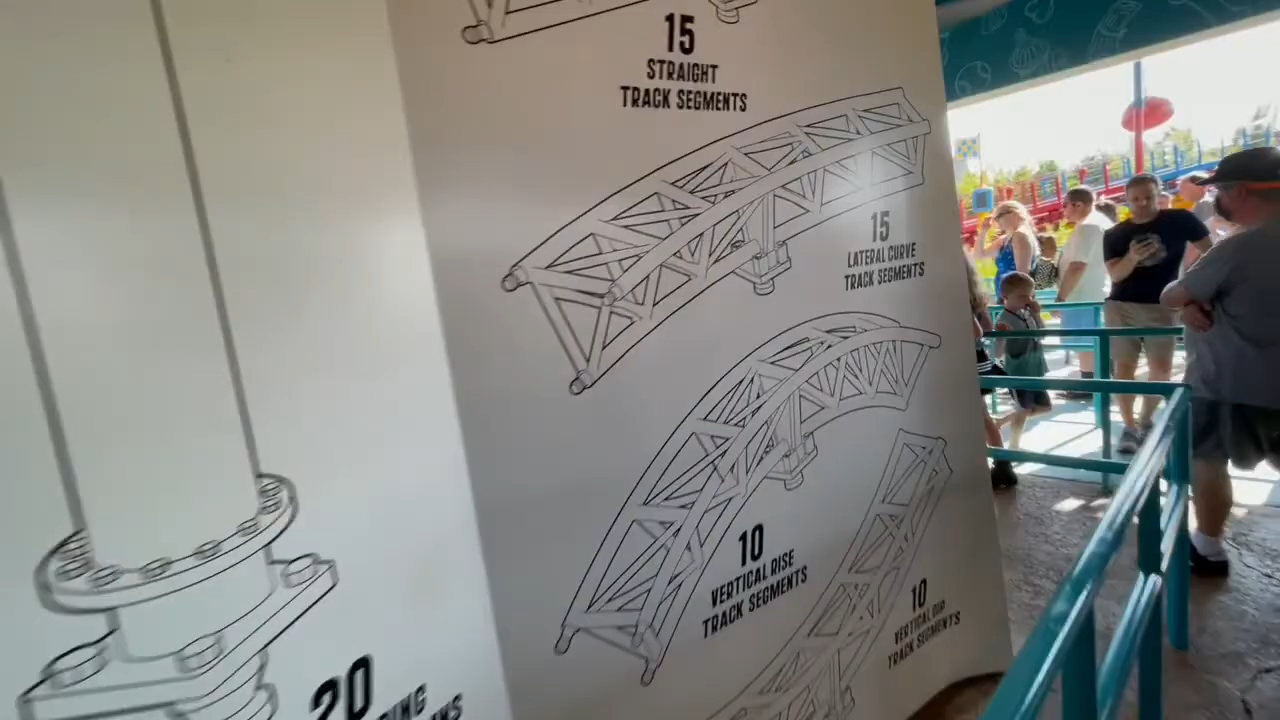 15
STRAIGHT
TRACK SEGMENTS
15
LATERAL CURVE
TRACK SEGMENTS
10
VERTICAL RISE
TRACK SEGMENTS
10
VERTICAL DIP
TRACK SEGMENTS
20